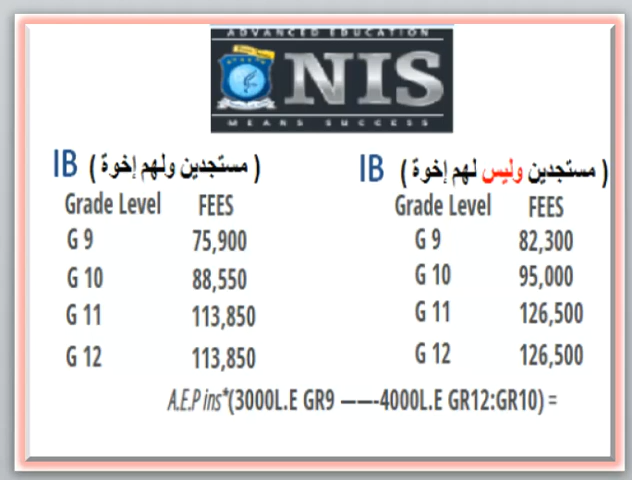 ADVANCED EDUCATION
NIS
MEANS SUCCESS
IB ( مستجدين ولهم إخوة )
Grade Level FEES
G 9 75,900
G 10 88,550
G 11 113,850
G 12 113,850
IB ( مستجدين وليس لهم إخوة )
Grade Level FEES
G 9 82,300
G 10 95,000
G 11 126,500
G 12 126,500
A.E.P ins*(3000L.E GR9 ———-4000L.E GR12:GR10) =